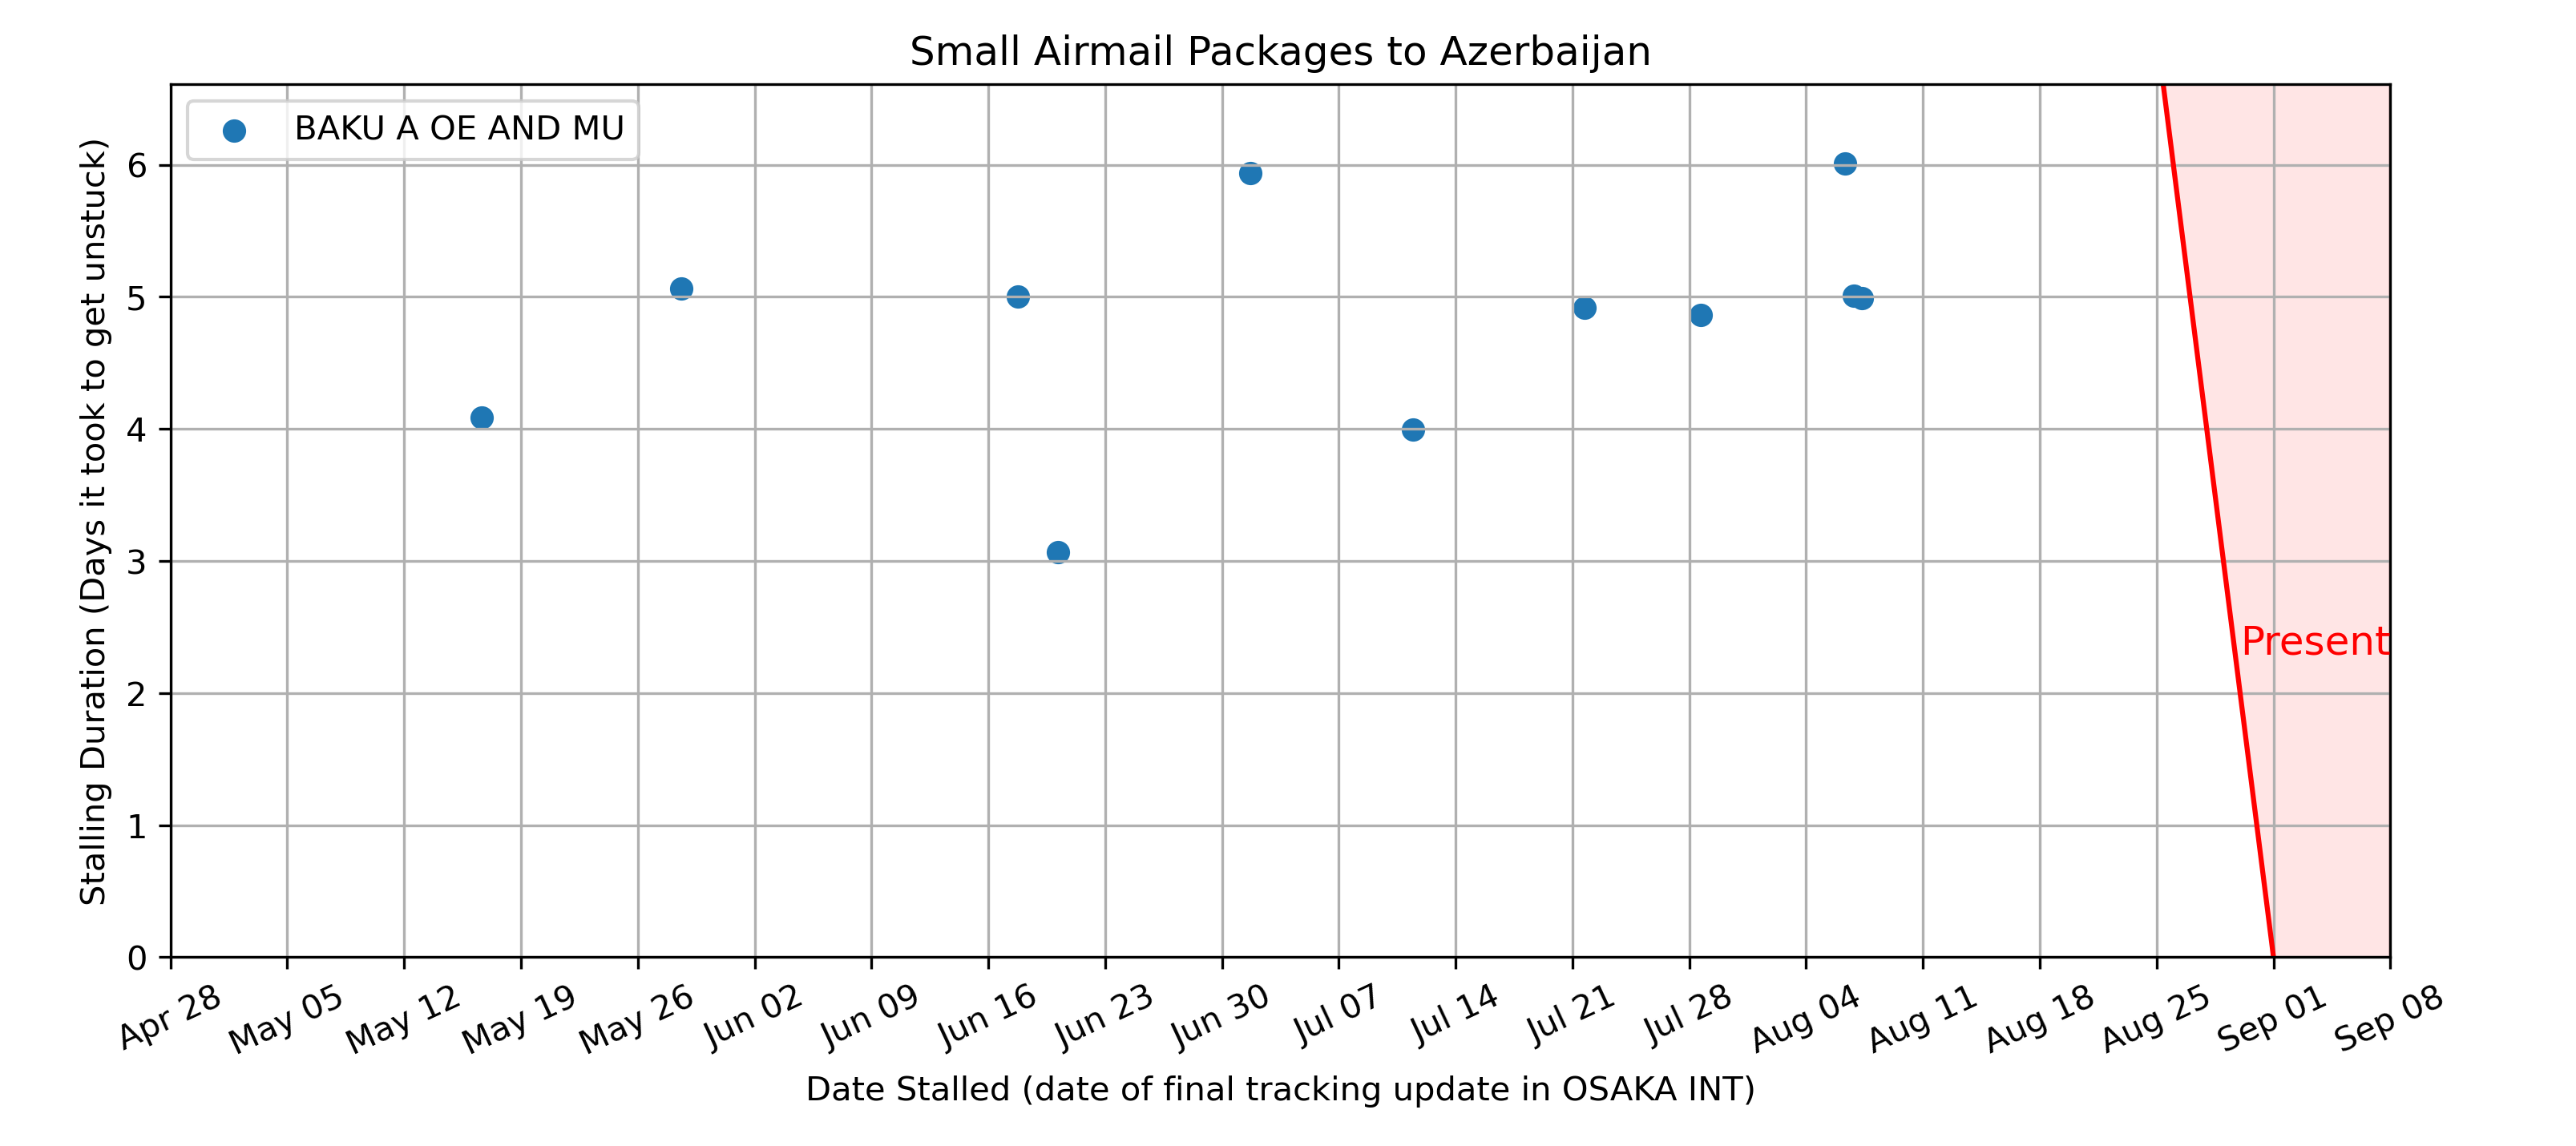 Small Airmail Packages to Azerbaijan
BAKU A OE AND MU
Stalling Duration (Days it took to get unstuck)
6
5
4
3
2
1
0
Present
Apr 28
May 05
May 12
May 19
May 26
Jun 02
Jun 09
Jun 16
Jun 23
Jun 30
Jul 07
Jul 14
Jul 21
Jul 28
Aug 04
Aug 11
Aug 18
Aug 25
Sep 01
Sep 08
Date Stalled (date of final tracking update in OSAKA INT)